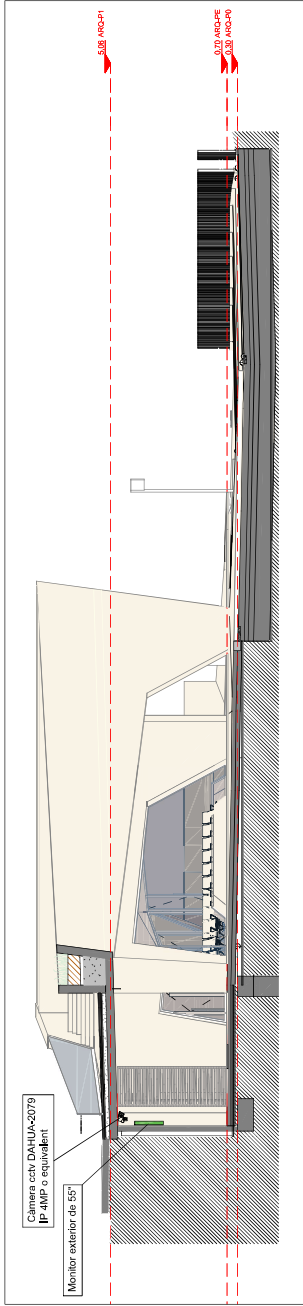 Càmera cctv DAHUA-2079
IP 4MP o equivalent
Monitor exterior de 55"
5,06 ARQ-P1
0,70 ARQ-PE
0,30 ARQ-P0